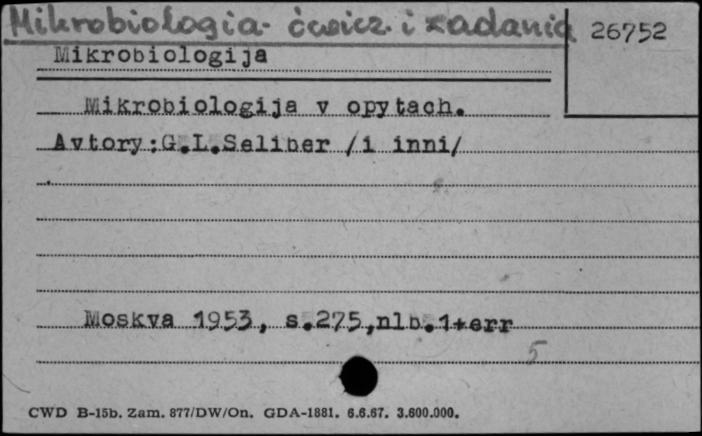 Mikrobiologia - ćwicz. i zadania
26752
Mikrobiologija
Mikrobiologija v opytach.
Avtory:G.L.Seliber /i inni/
Moskva 1953, s.275,nlb.1+err
5
CWD B-15b. Zam. 877/DW/On. GDA-1881. 6.6.67. 3.600.000.